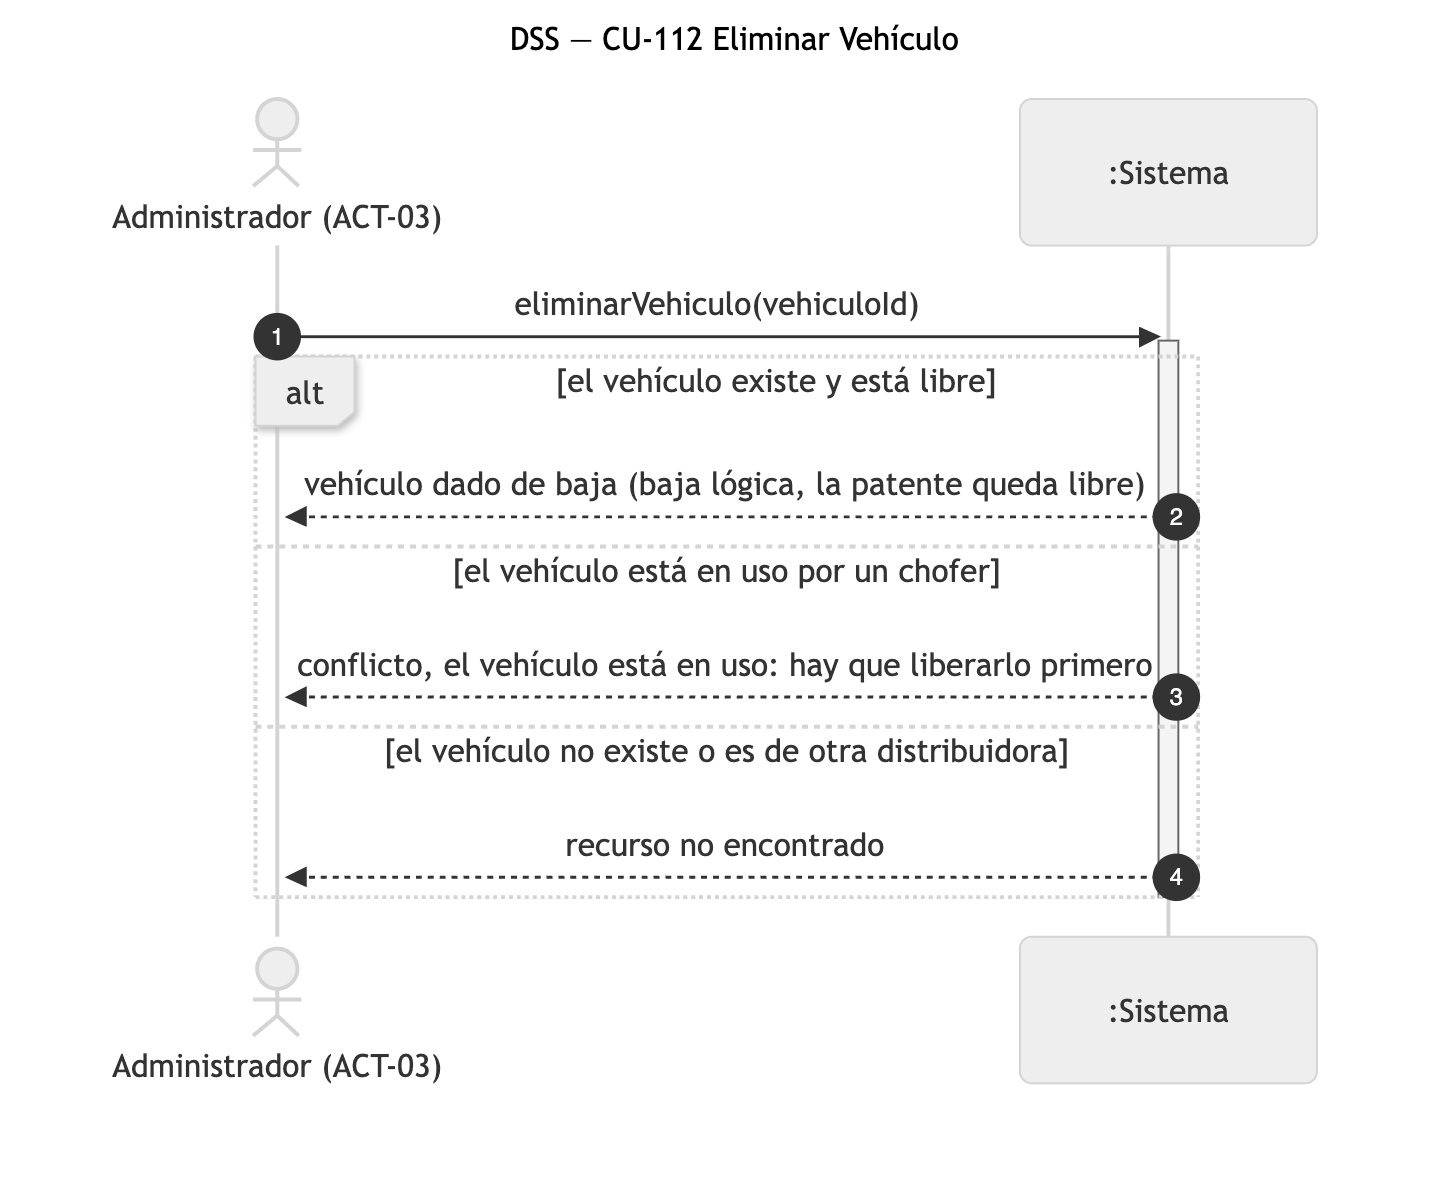 DSS — CU-112 Eliminar Vehículo
:Sistema
Administrador (ACT-03)
eliminarVehiculo(vehiculoId)
1
alt
[el vehículo existe y está libre]
vehículo dado de baja (baja lógica, la patente queda libre)
2
[el vehículo está en uso por un chofer]
conflicto, el vehículo está en uso: hay que liberarlo primero
3
[el vehículo no existe o es de otra distribuidora]
recurso no encontrado
4
:Sistema
Administrador (ACT-03)